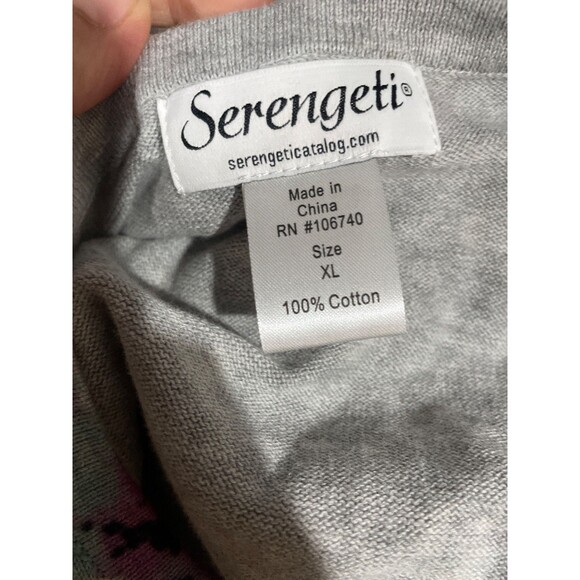 Serengeti®
serengeticatalog.com
Made in
China
RN #106740
Size
XL
100% Cotton